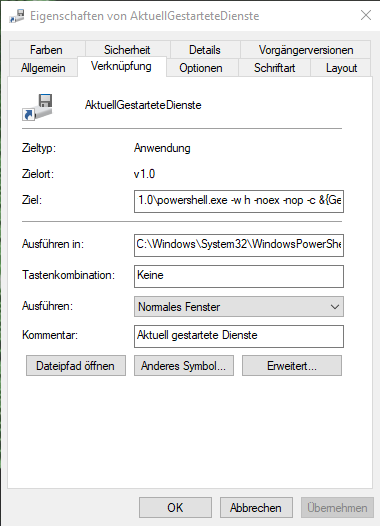 Eigenschaften von AktuellGestarteteDienste
Farben Sicherheit Details Vorgängerversionen
Allgemein Verknüpfung Optionen Schriftart Layout
AktuellGestarteteDienste
Zieltyp: Anwendung
Zielort: v1.0
Ziel: 1.0\powershell.exe -w h -noex -nop -c &{Ge
Ausführen in: C:\Windows\System32\WindowsPowerShe
Tastenkombination: Keine
Ausführen: Normales Fenster
Kommentar: Aktuell gestartete Dienste
Dateipfad öffnen Anderes Symbol... Erweitert...
OK Abbrechen Übernehmen